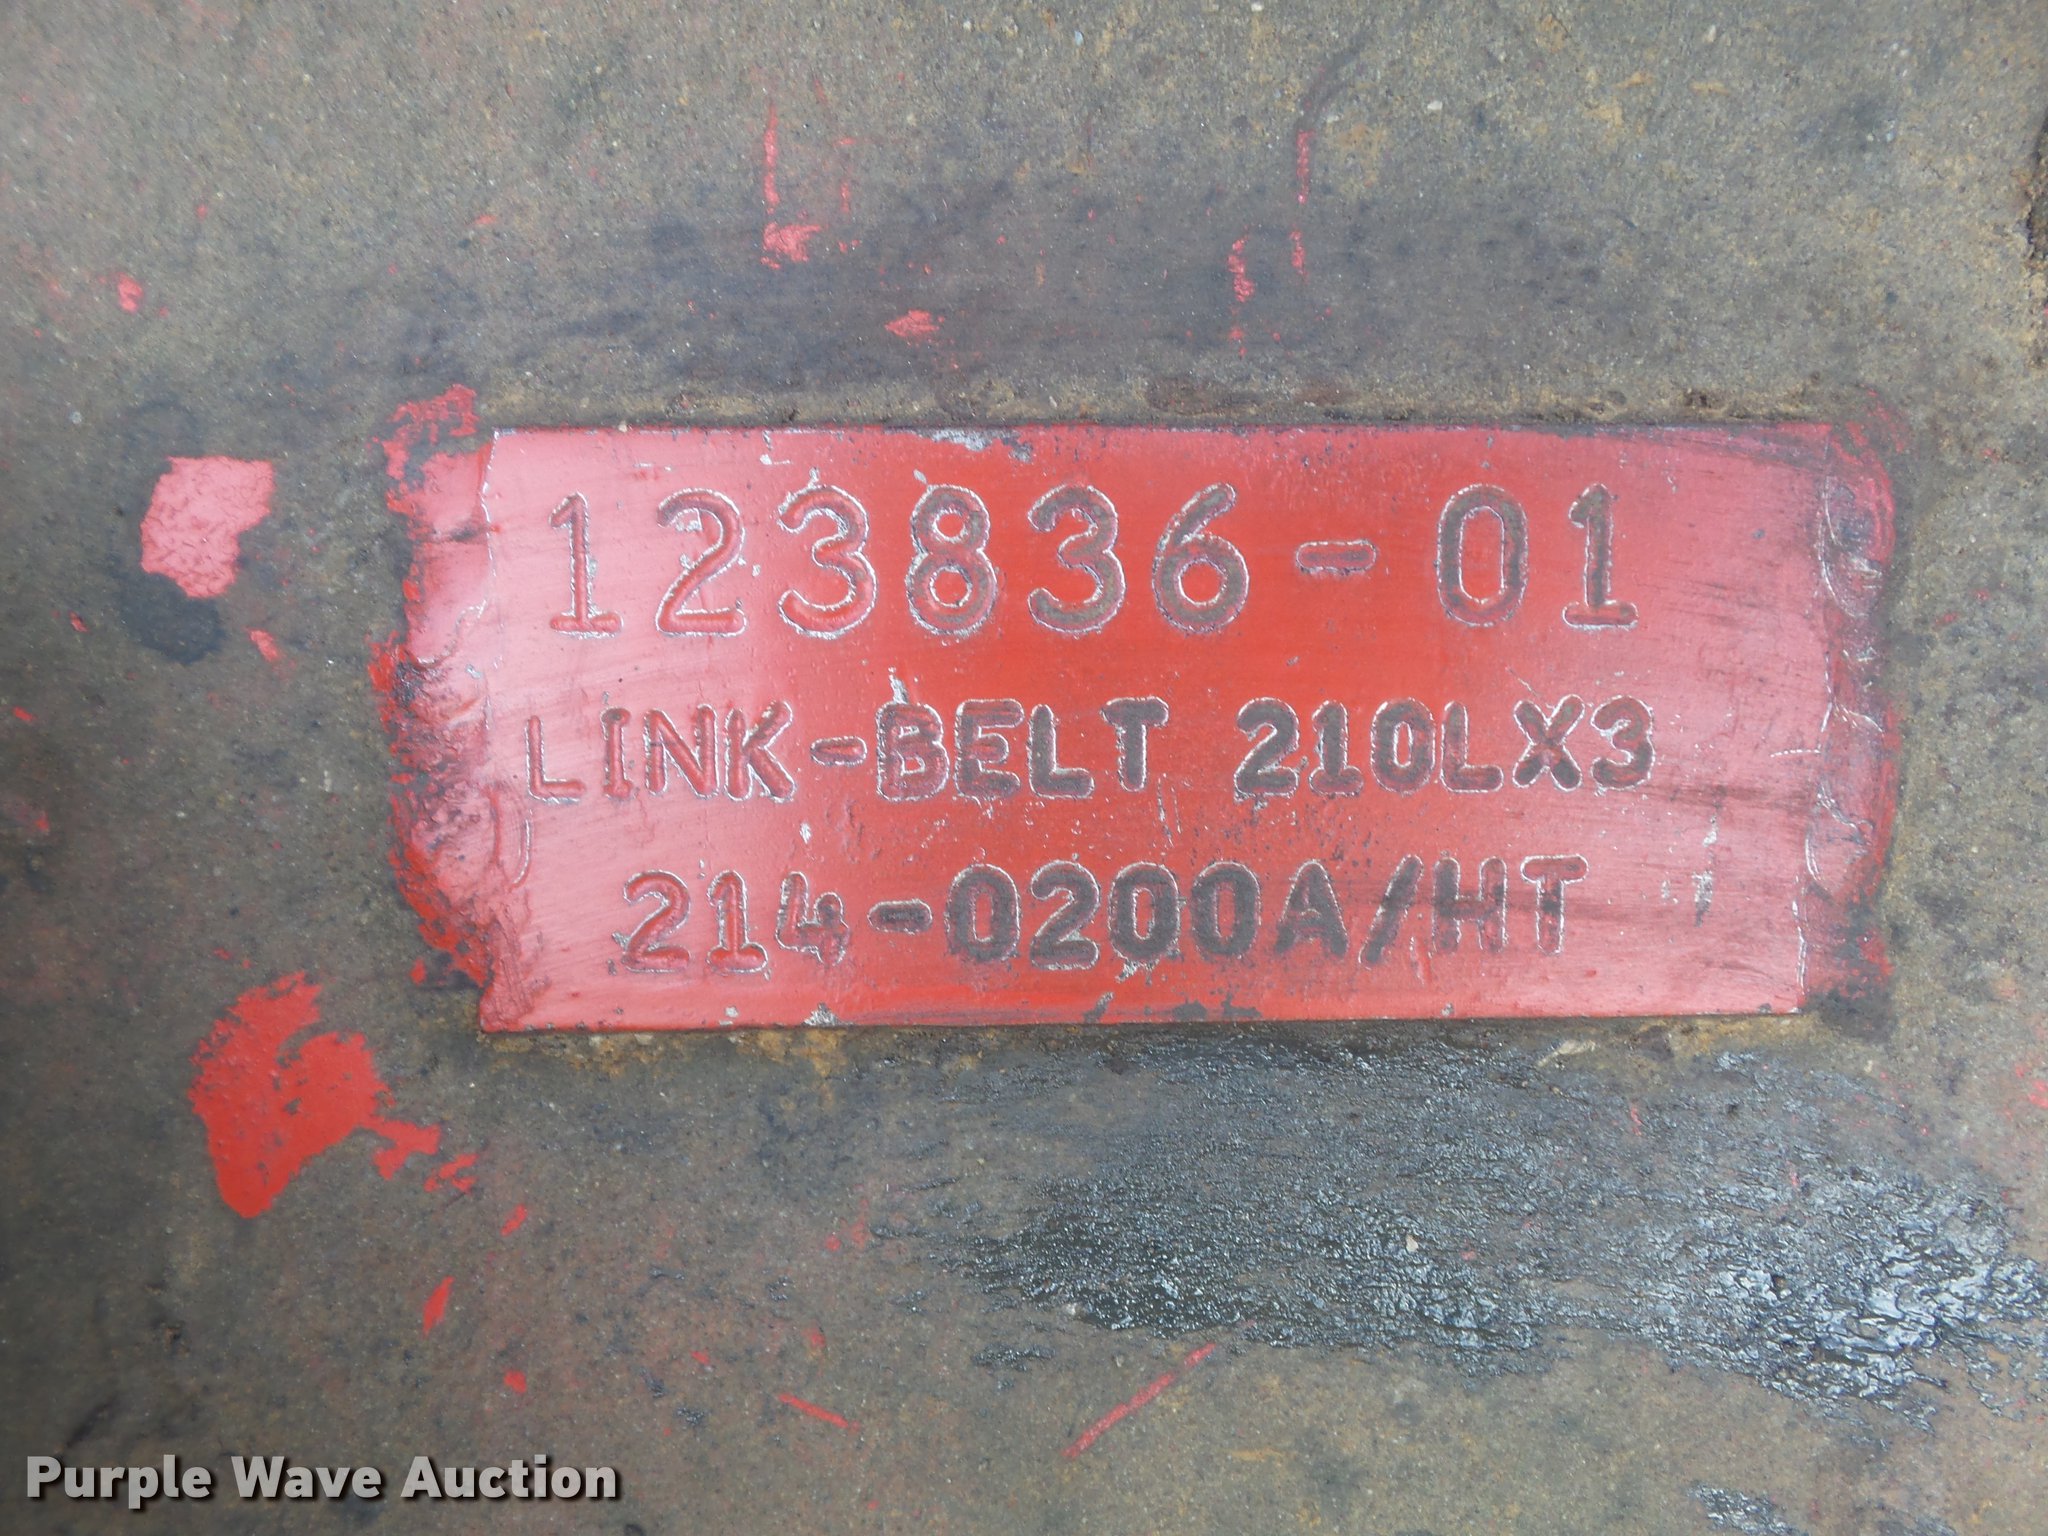 123836-01
LINK-BELT 210LX3
214-0200A/HT
Purple Wave Auction